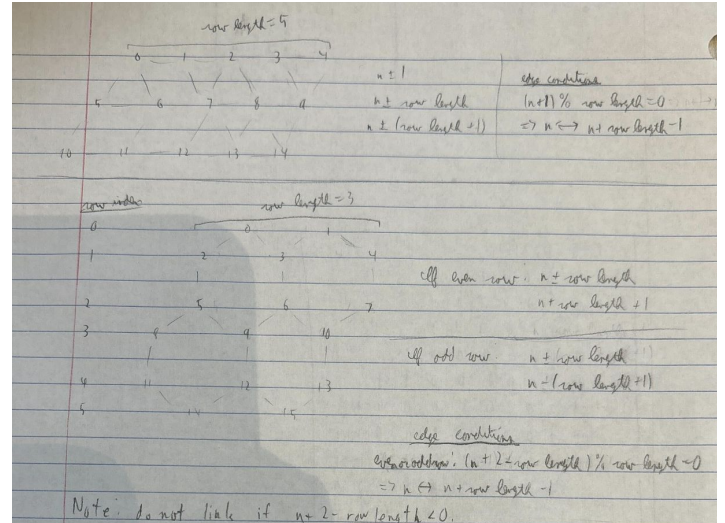 row length = 5
0 1 2 3 4
5 6 7 8 9
10 11 12 13 14
n ± 1
n ± row length
n ± (row length + 1)
edge conditions
(n+1) % row length = 0
=> n <-> n + row length - 1
row index
row length = 3
0 0 1
1 2 3 4
2 5 6 7
3 8 9 10
4 11 12 13
5 14 15
If even row: n ± row length
n + row length + 1
If odd row: n + row length
n - (row length + 1)
edge conditions
(n + 2 - row length) % row length = 0
=> n <-> n + row length - 1
Note: do not link if n + 2 - row length < 0.